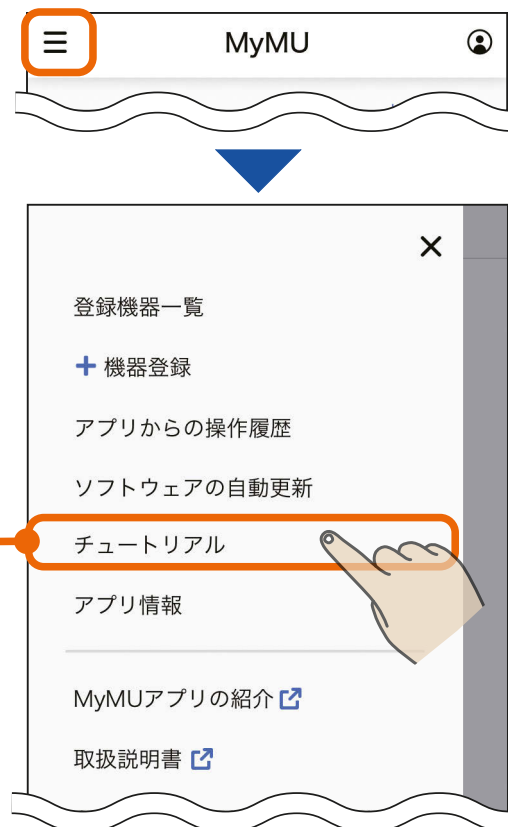 MyMU
登録機器一覧
+ 機器登録
アプリからの操作履歴
ソフトウェアの自動更新
チュートリアル
アプリ情報
MyMUアプリの紹介
取扱説明書